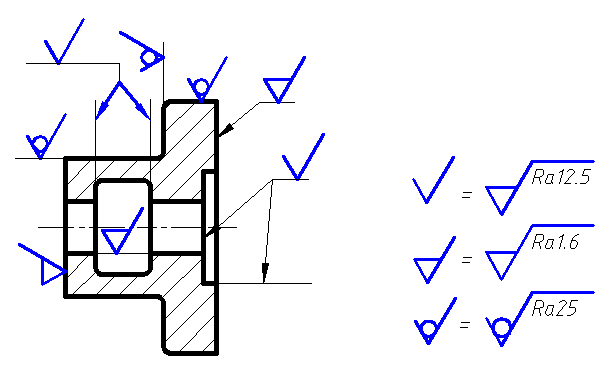 = Ra12.5
= Ra1.6
= Ra25